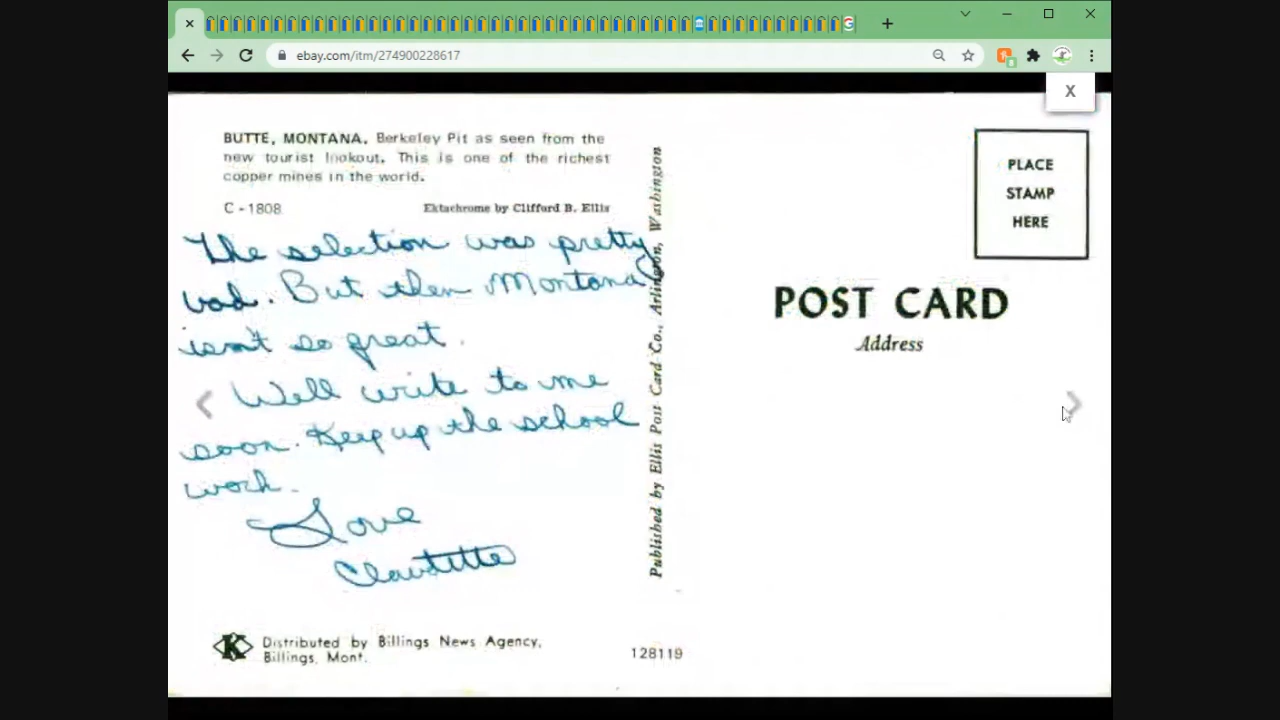 ebay.com/itm/274900228617
X
BUTTE, MONTANA. Berkeley Pit as seen from the
new tourist lookout. This is one of the richest
copper mines in the world.
C-1808
Ektachrome by Clifford B. Ellis
The selection was pretty
bad. But then Montana
isn't so great.
Well write to me
soon. Keep up the school
work.
Love
Claudette
Distributed by Billings News Agency,
Billings, Mont.
128119
Published by Ellis Post Card Co., Arlington, Washington
PLACE
STAMP
HERE
POST CARD
Address